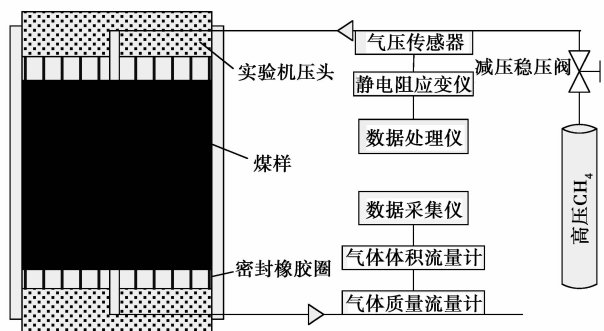 气压传感器
实验机压头
减压稳压阀
静电阻应变仪
数据处理仪
煤样
高压CH₄
数据采集仪
气体体积流量计
密封橡胶圈
气体质量流量计